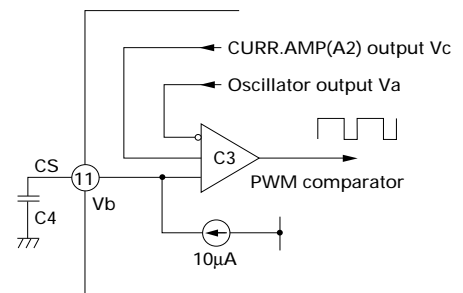 CURR.AMP(A2) output Vc
Oscillator output Va
C3
CS
11
PWM comparator
Vb
C4
10µA